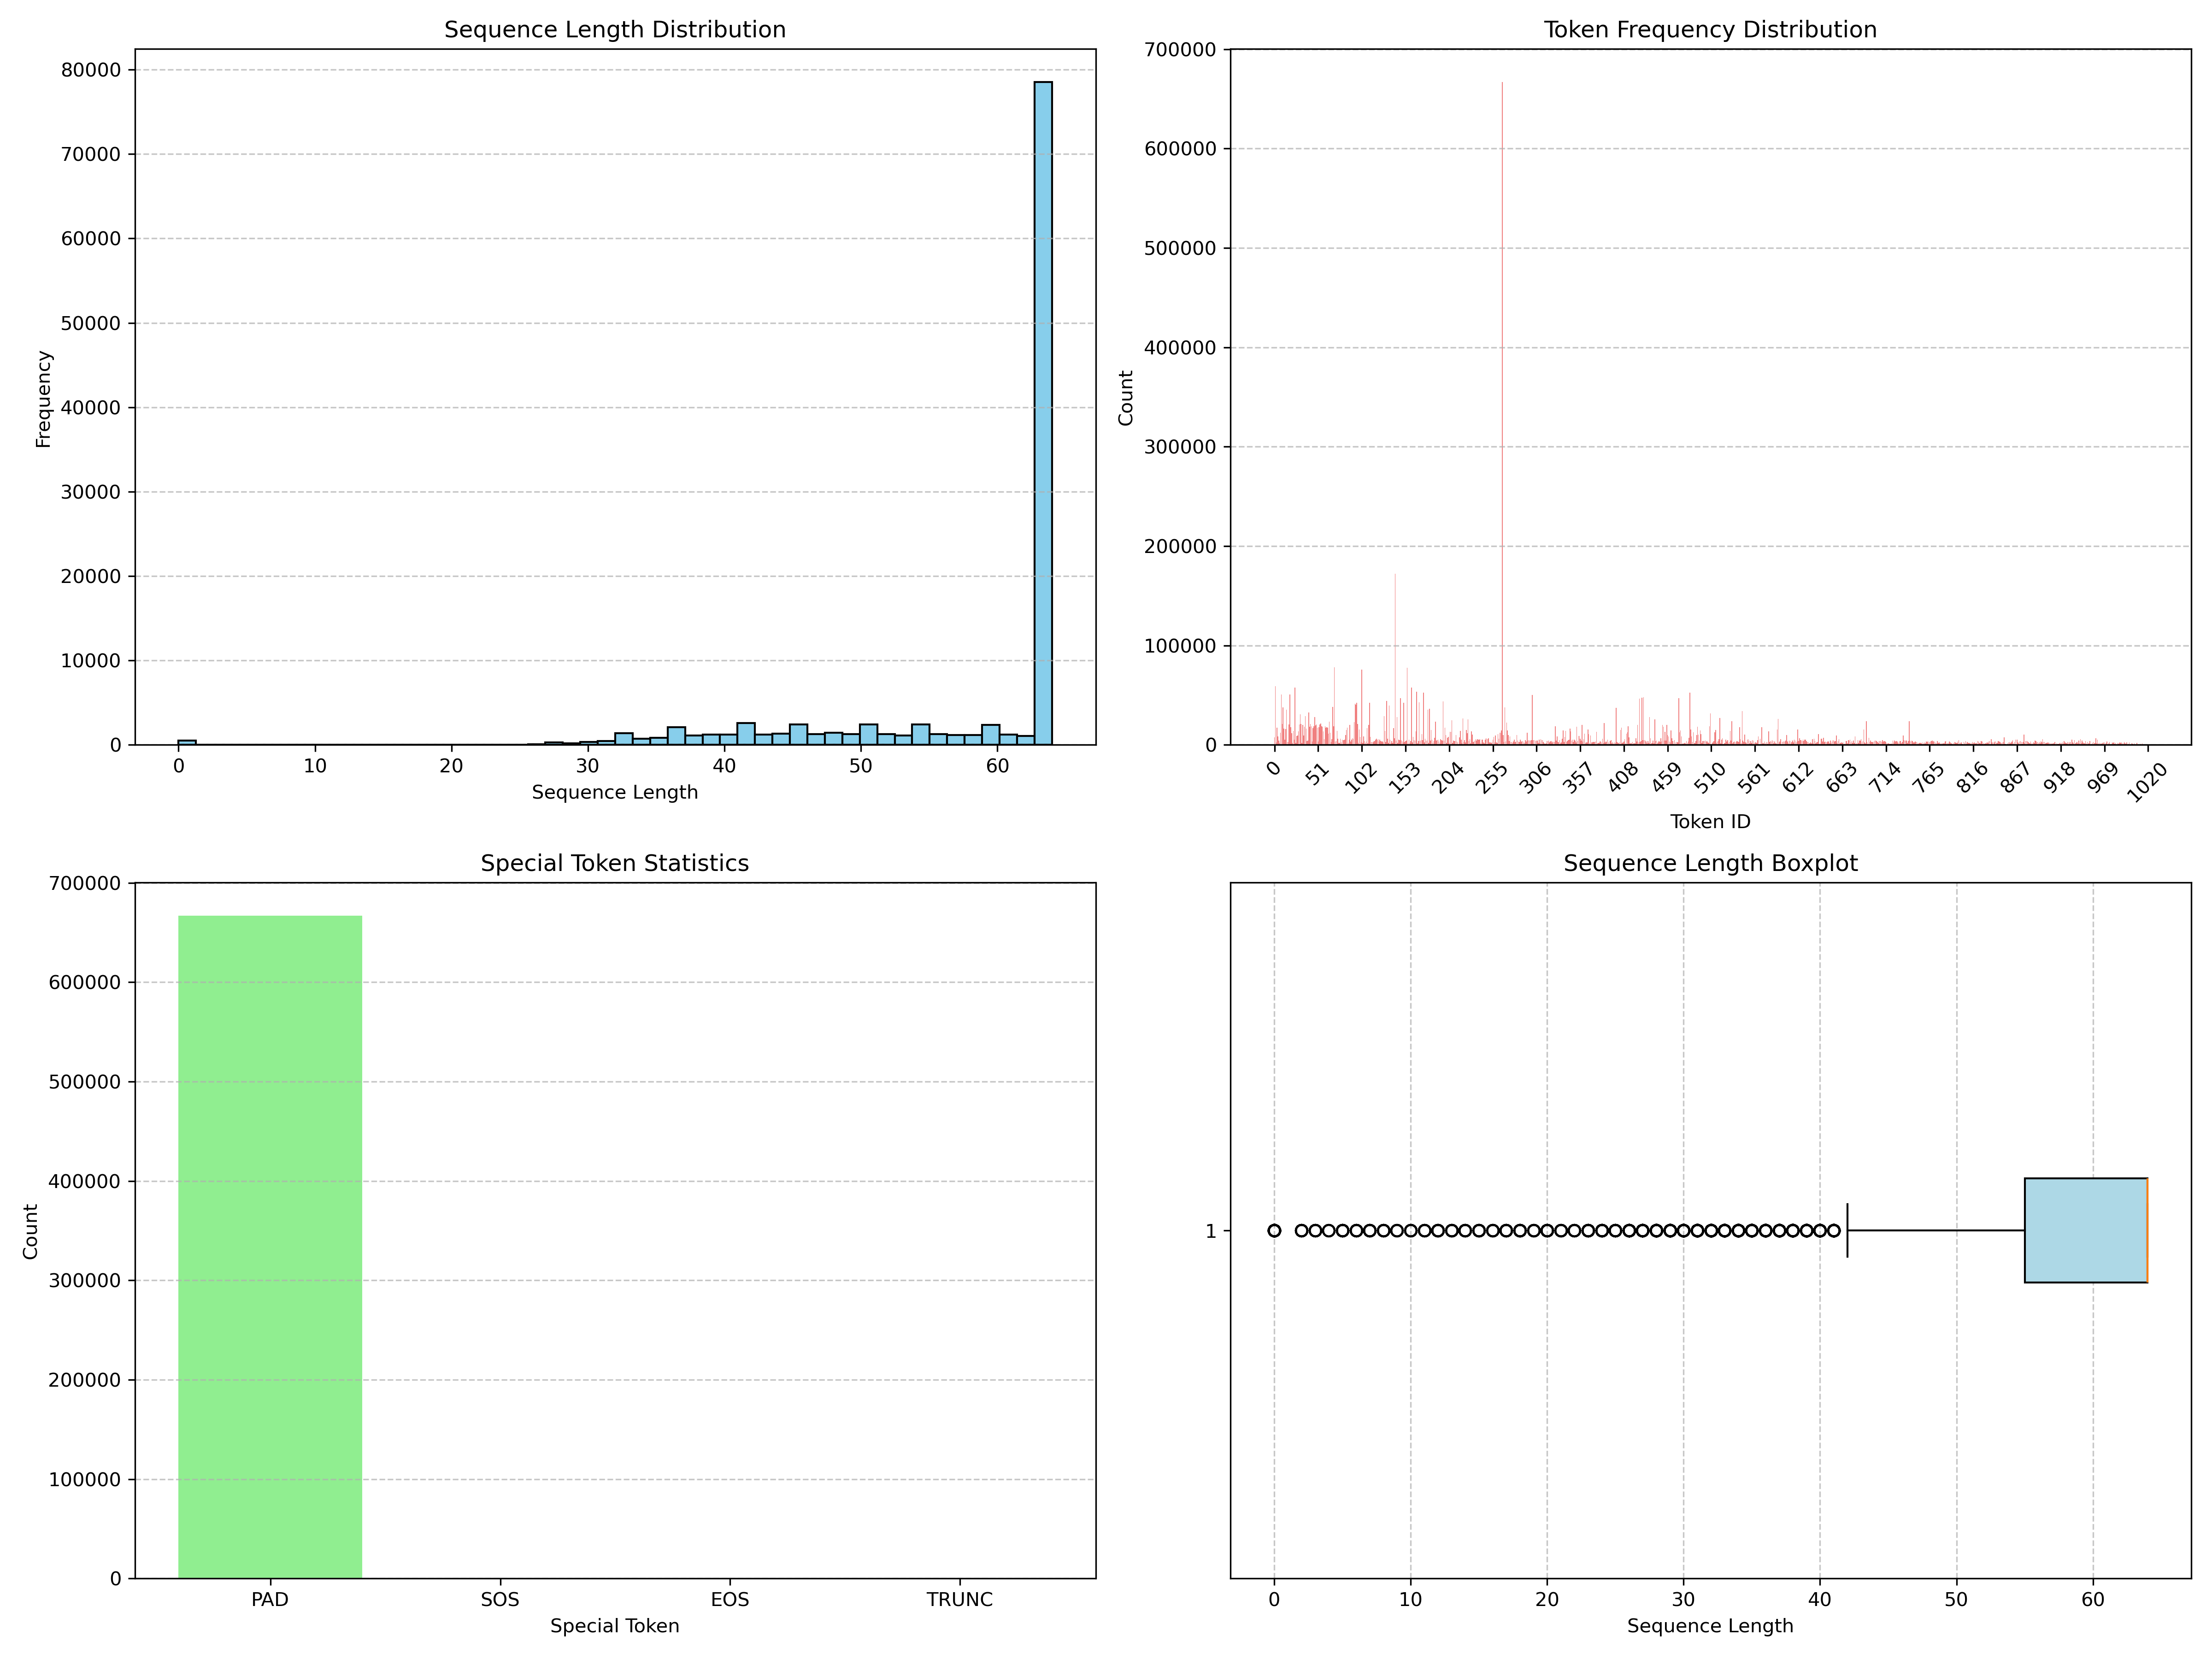 Sequence Length Distribution
Frequency
80000
70000
60000
50000
40000
30000
20000
10000
0
0 10 20 30 40 50 60
Sequence Length
Token Frequency Distribution
Count
700000
600000
500000
400000
300000
200000
100000
0
0 51 102 153 204 255 306 357 408 459 510 561 612 663 714 765 816 867 918 969 1020
Token ID
Special Token Statistics
Count
700000
600000
500000
400000
300000
200000
100000
0
PAD SOS EOS TRUNC
Special Token
Sequence Length Boxplot
1
0 10 20 30 40 50 60
Sequence Length